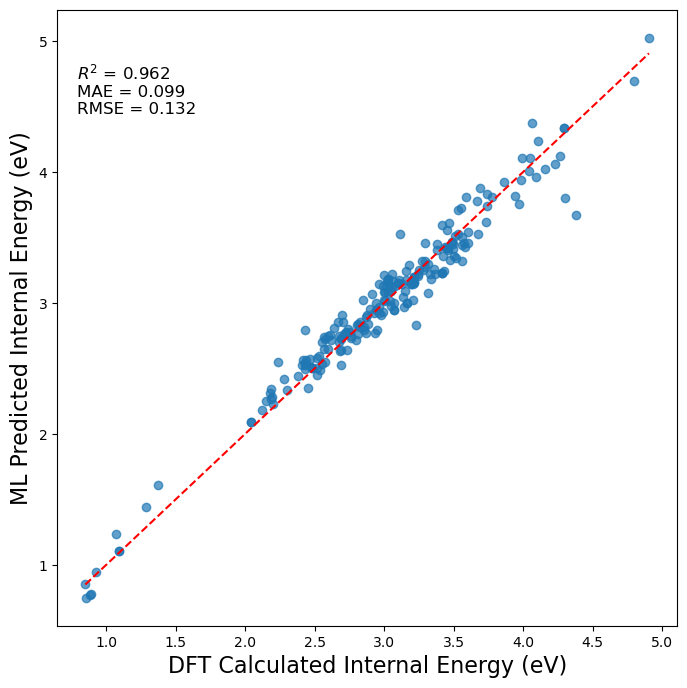 R² = 0.962
MAE = 0.099
RMSE = 0.132
ML Predicted Internal Energy (eV)
5
4
3
2
1
1.0 1.5 2.0 2.5 3.0 3.5 4.0 4.5 5.0
DFT Calculated Internal Energy (eV)